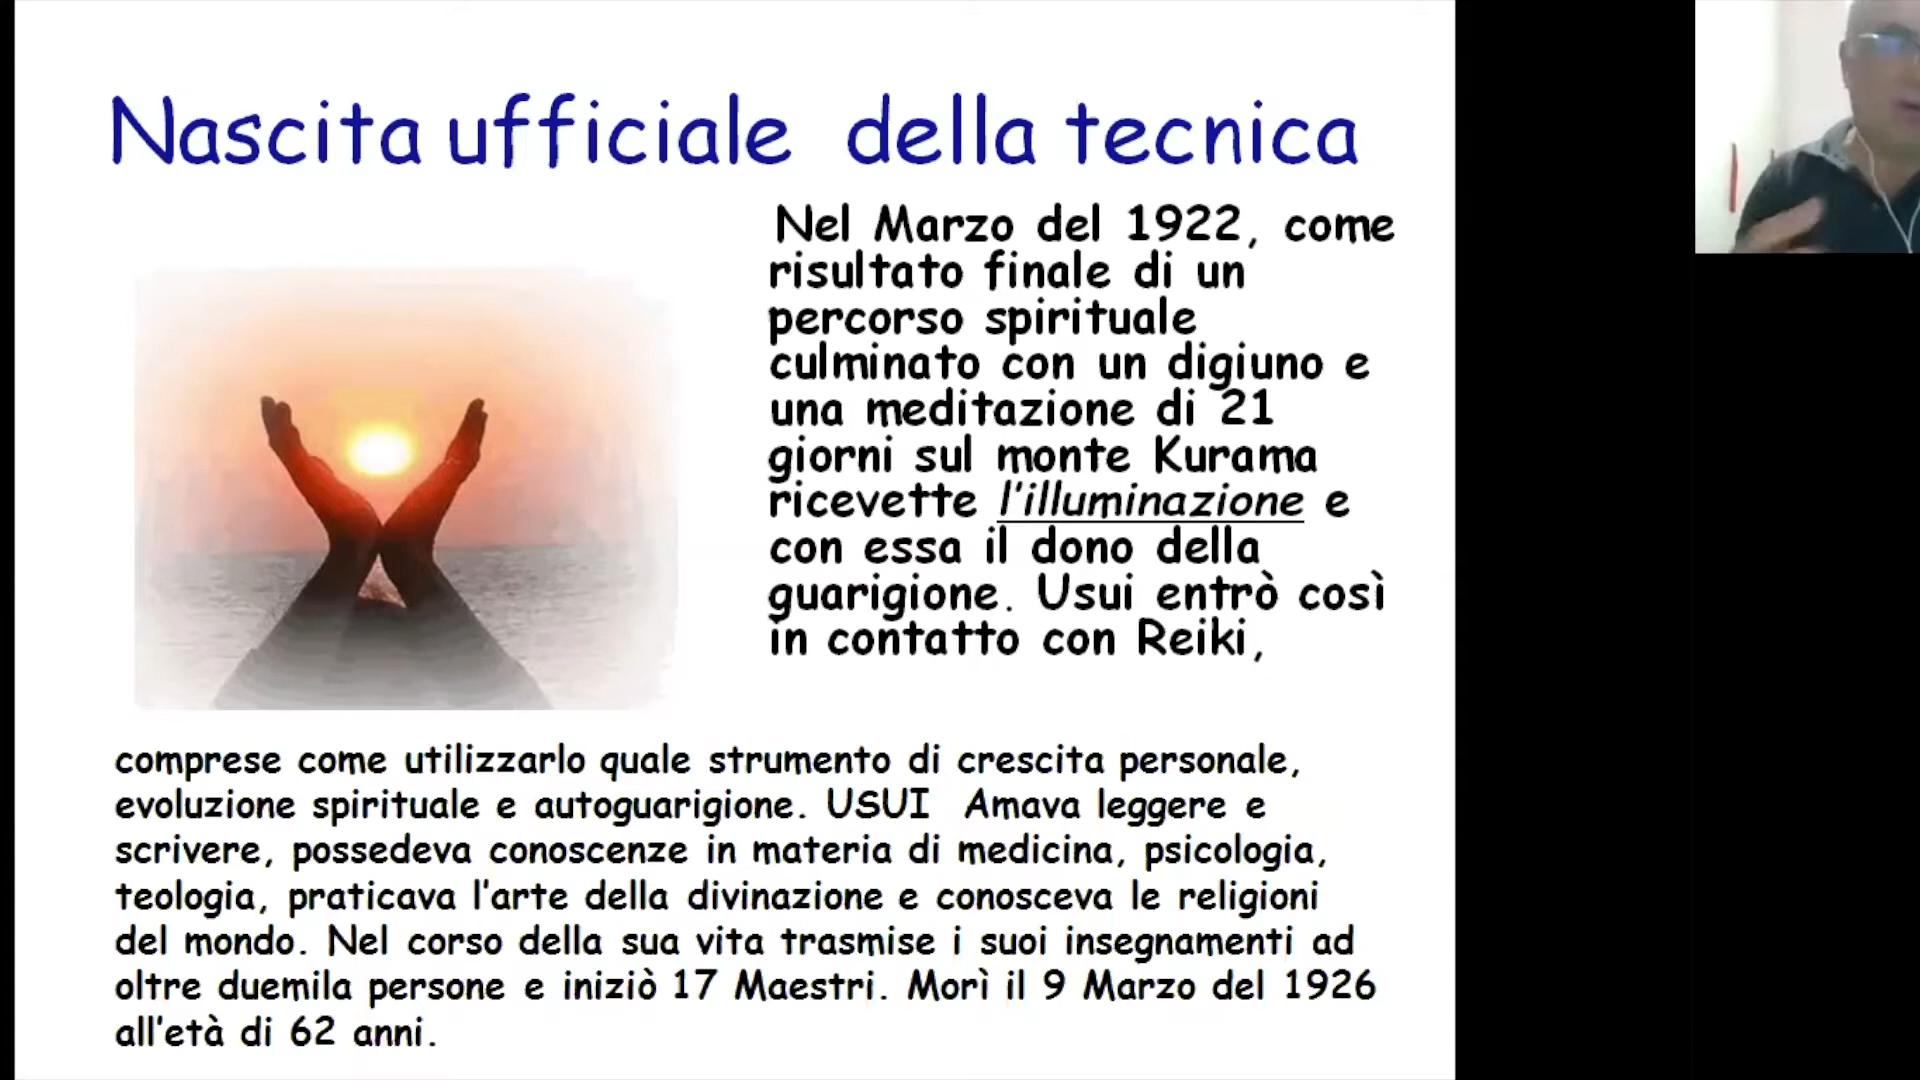 Nascita ufficiale della tecnica
Nel Marzo del 1922, come
risultato finale di un
percorso spirituale
culminato con un digiuno e
una meditazione di 21
giorni sul monte Kurama
ricevette l'illuminazione e
con essa il dono della
guarigione. Usui entrò così
in contatto con Reiki,
comprese come utilizzarlo quale strumento di crescita personale,
evoluzione spirituale e autoguarigione. USUI Amava leggere e
scrivere, possedeva conoscenze in materia di medicina, psicologia,
teologia, praticava l'arte della divinazione e conosceva le religioni
del mondo. Nel corso della sua vita trasmise i suoi insegnamenti ad
oltre duemila persone e iniziò 17 Maestri. Morì il 9 Marzo del 1926
all'età di 62 anni.